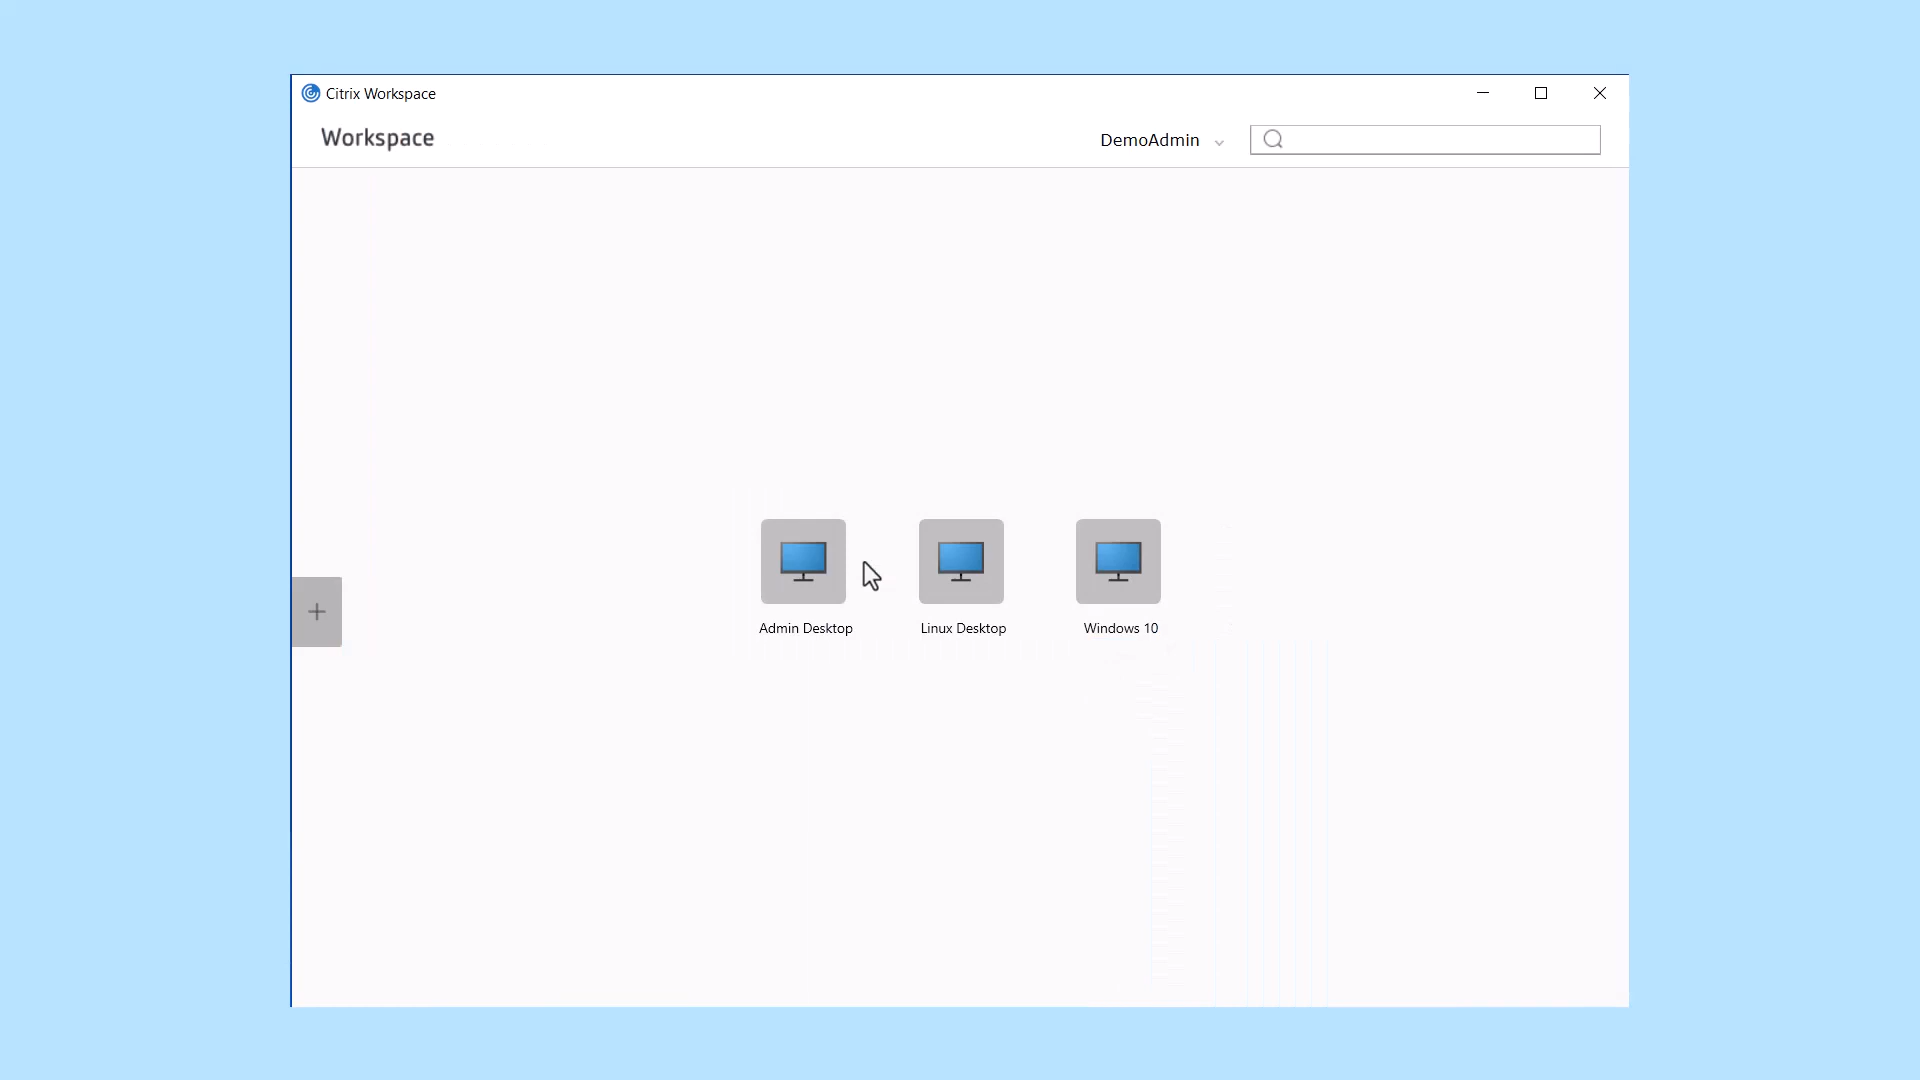 Citrix Workspace
Workspace
DemoAdmin
Admin Desktop
Linux Desktop
Windows 10